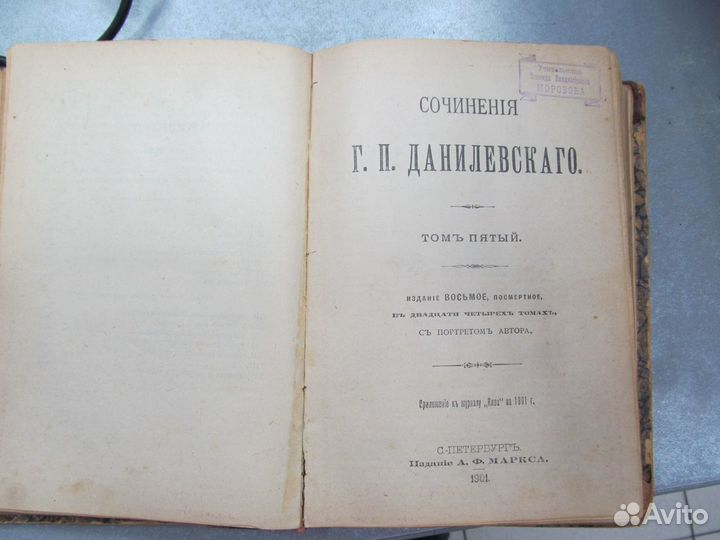 СОЧИНЕНІЯ
Г. П. ДАНИЛЕВСКАГО.
ТОМЪ ПЯТЫЙ.
ИЗДАНІЕ ВОСЬМОЕ, ПОСМЕРТНОЕ,
ВЪ ДВАДЦАТИ ЧЕТЫРЕХЪ ТОМАХЪ,
СЪ ПОРТРЕТОМЪ АВТОРА.
Приложеніе къ журналу „Нива" на 1901 г.
С.-ПЕТЕРБУРГЪ.
Изданіе А. Ф. МАРКСА.
1901.
МОРОЗОВА
Avito